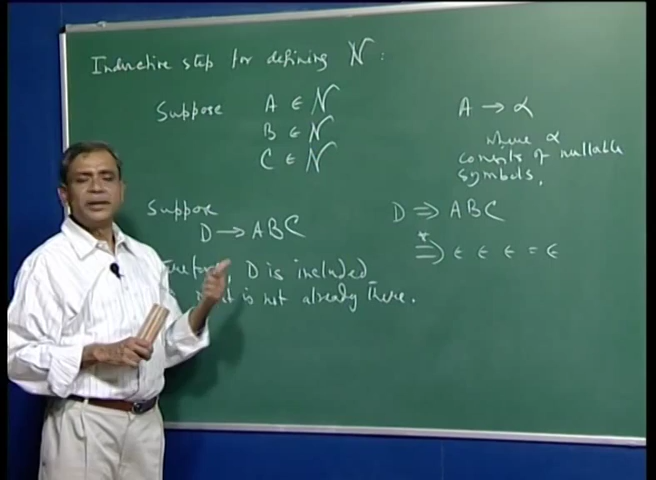 Inductive step for defining N :
Suppose A ∈ N
B ∈ N
C ∈ N
Suppose
D → ABC
D is included
it is not already there.
A → α
where α
consists of nullable
symbols.
D ⇒ ABC
⇒* ϵ ϵ ϵ = ϵ